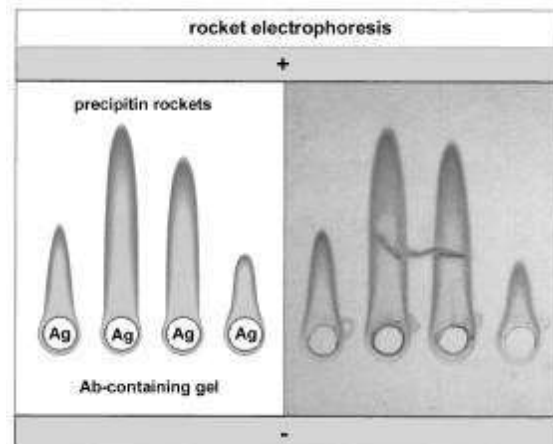 rocket electrophoresis
+
precipitin rockets
Ag Ag Ag Ag
Ab-containing gel
-